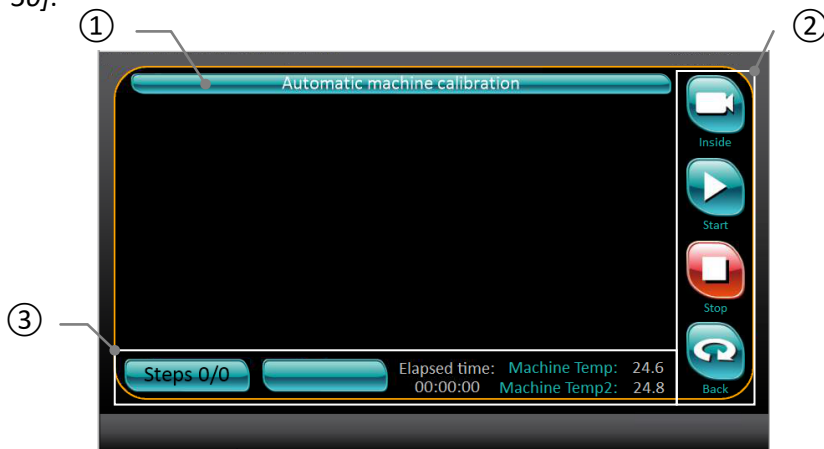 50].
① ②
Automatic machine calibration
Inside
Start
Stop
③
Steps 0/0
Elapsed time: Machine Temp: 24.6
00:00:00 Machine Temp2: 24.8
Back